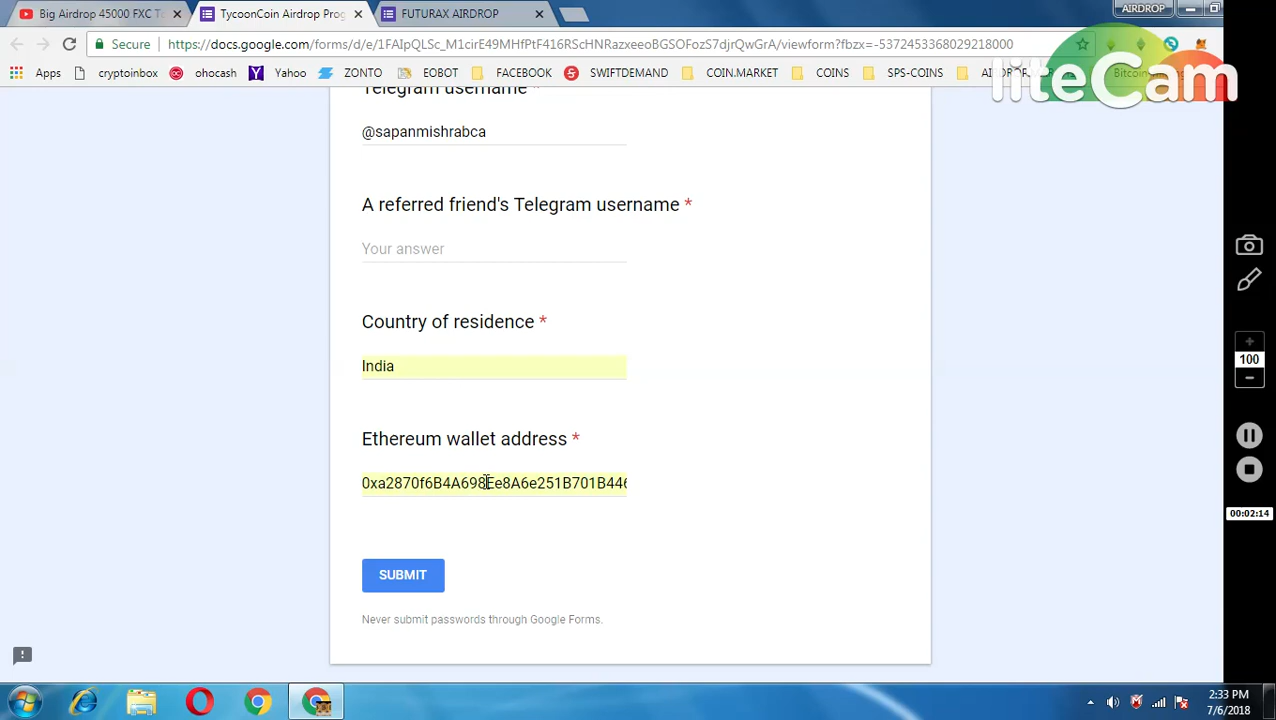 Big Airdrop 45000 FXC To
TycoonCoin Airdrop Prog
FUTURAX AIRDROP
AIRDROP
Secure
https://docs.google.com/forms/d/e/1FAIpQLSc_M1cirE49MHfPtF416RScHNRazxeeoBGSOFozS7djrQwGrA/viewform?fbzx=-5372453368029218000
Apps
cryptoinbox
ohocash
Yahoo
ZONTO
EOBOT
FACEBOOK
SWIFTDEMAND
COIN.MARKET
COINS
SPS-COINS
liteCam
Telegram username *
@sapanmishrabca
A referred friend's Telegram username *
Your answer
Country of residence *
India
100
Ethereum wallet address *
0xa2870f6B4A698Ee8A6e251B701B446
00:02:14
SUBMIT
Never submit passwords through Google Forms.
2:33 PM
7/6/2018